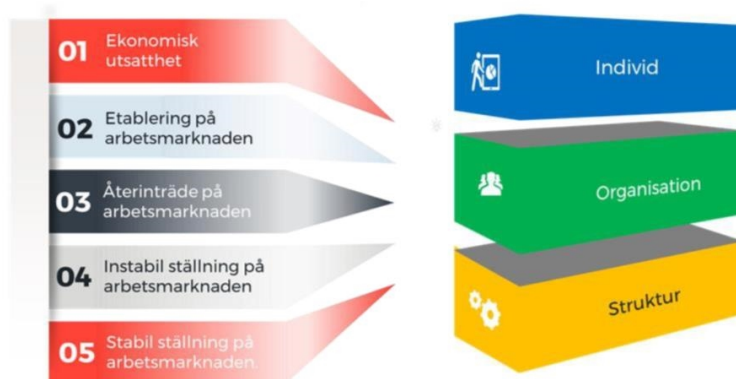 01 Ekonomisk
utsatthet
02 Etablering på
arbetsmarknaden
03 Återinträde på
arbetsmarknaden
04 Instabil ställning på
arbetsmarknaden
05 Stabil ställning på
arbetsmarknaden.
Individ
Organisation
Struktur